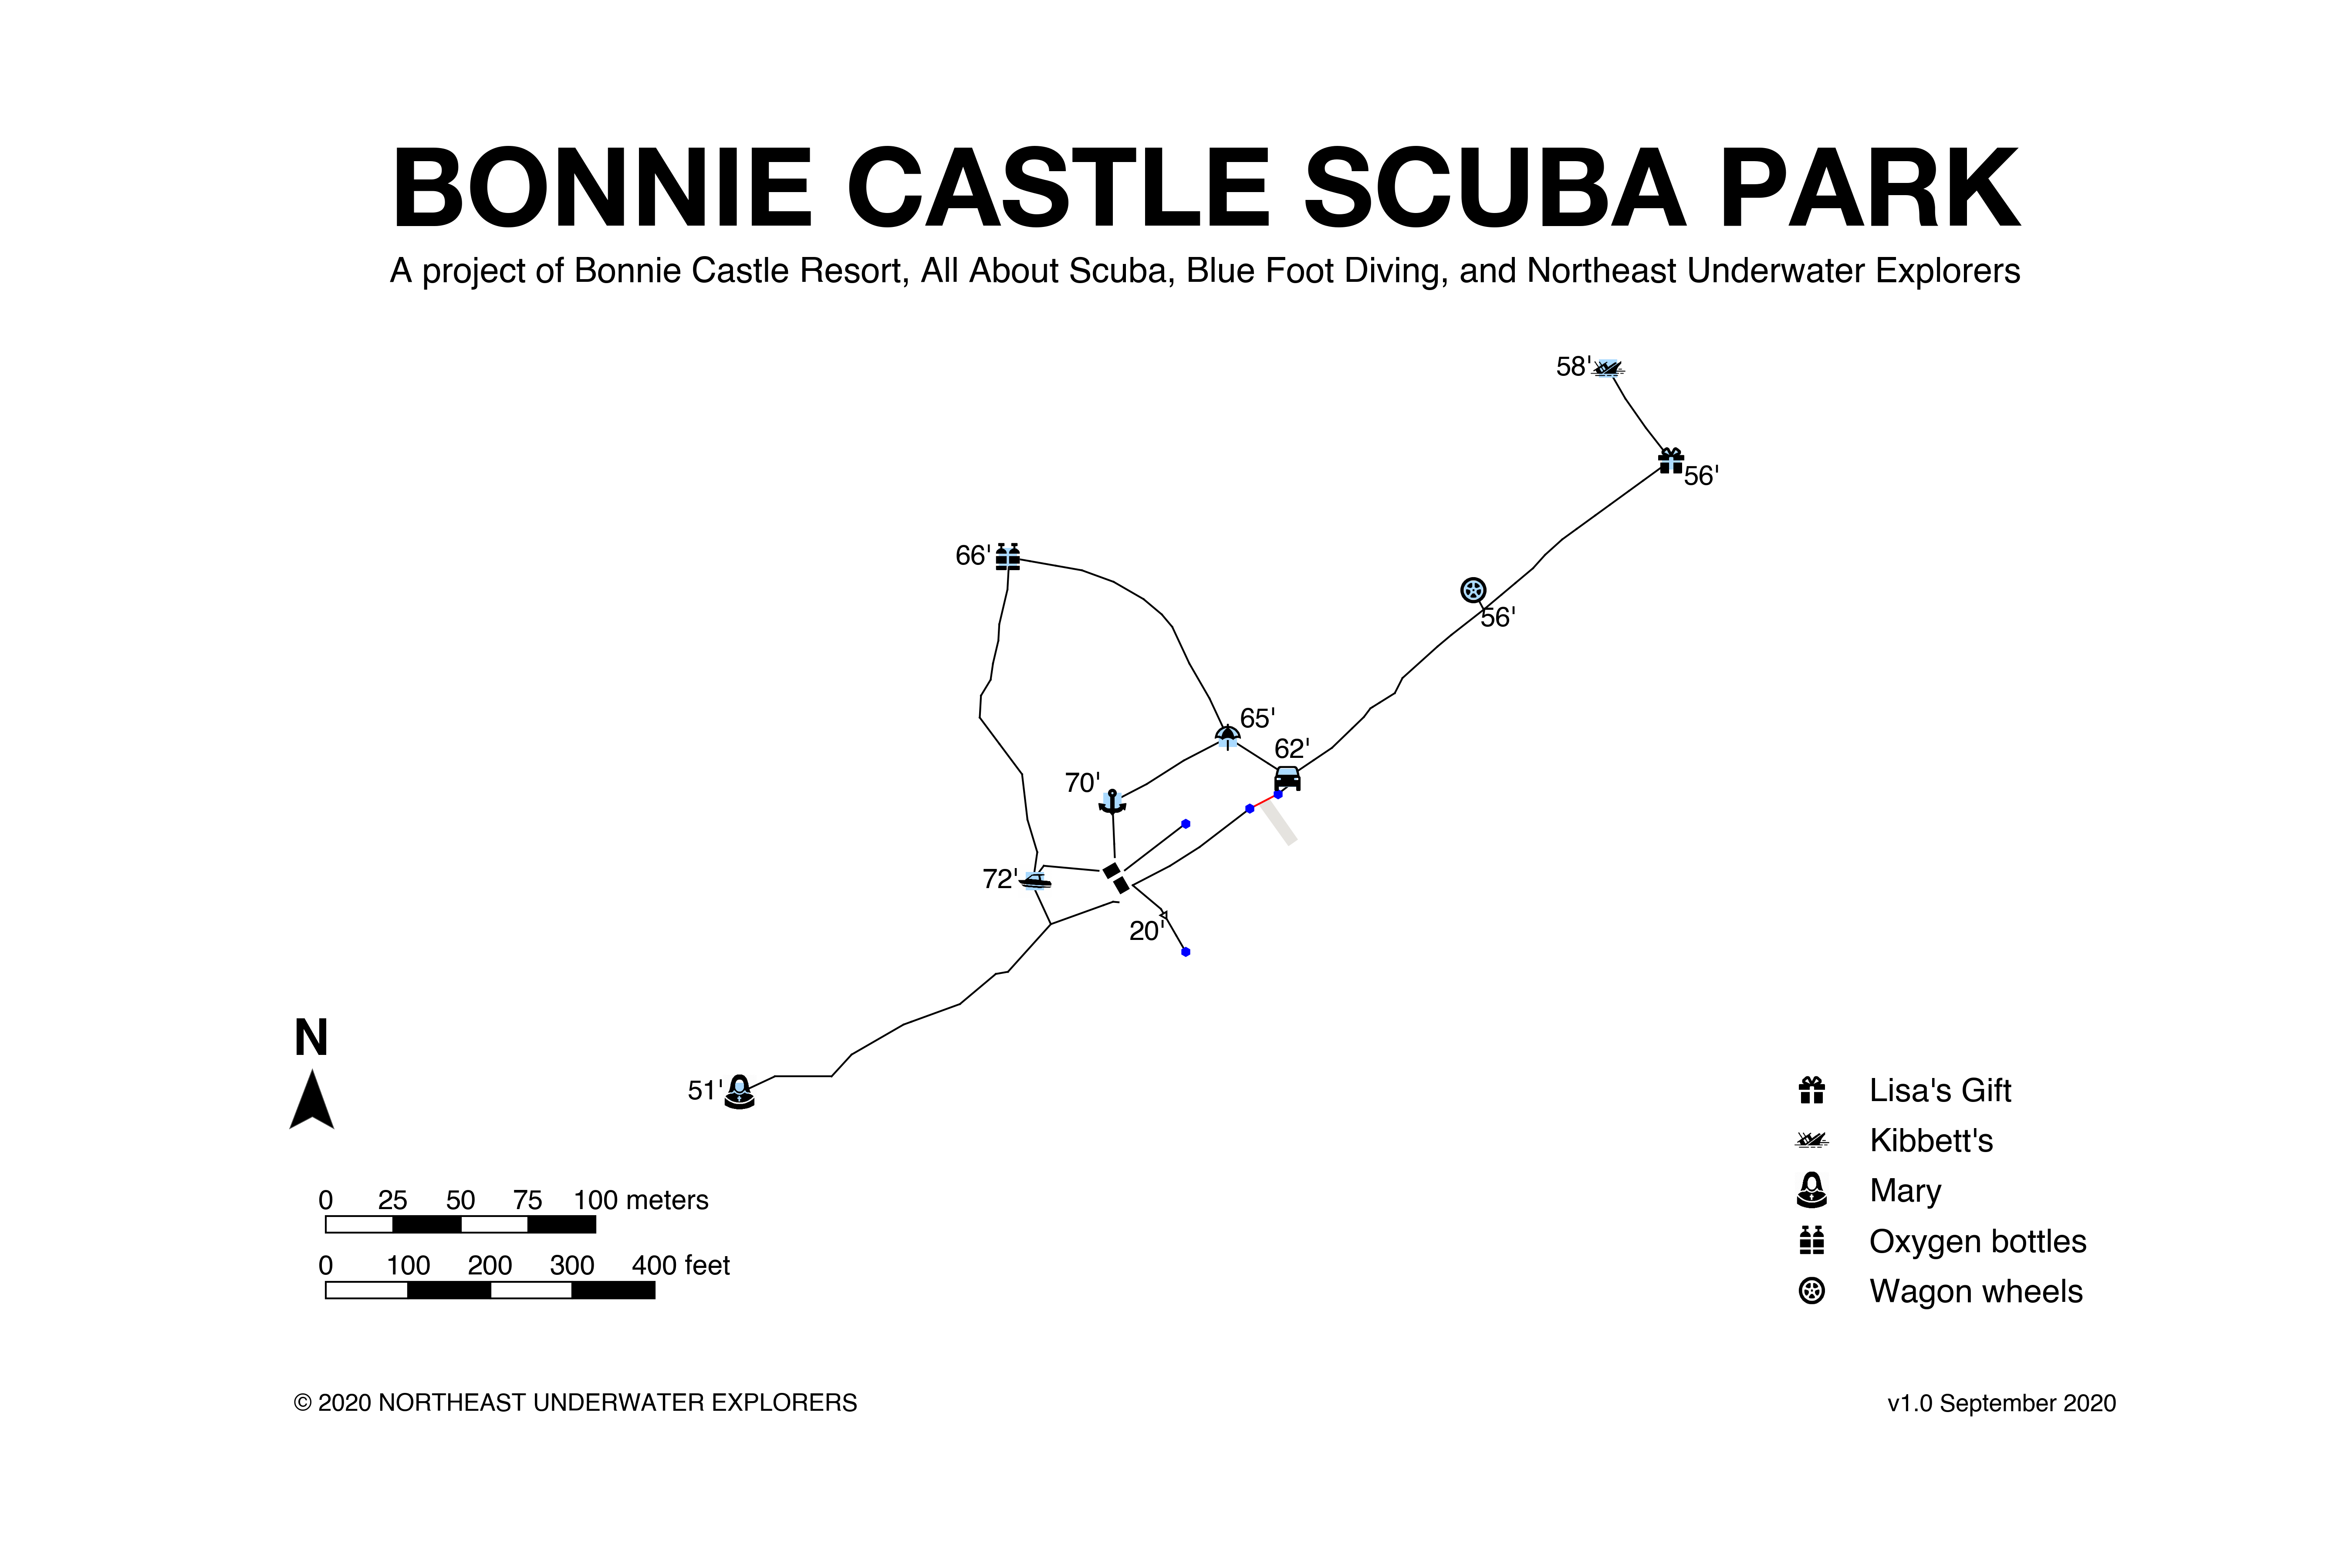 BONNIE CASTLE SCUBA PARK
A project of Bonnie Castle Resort, All About Scuba, Blue Foot Diving, and Northeast Underwater Explorers
58'
56'
66'
56'
65'
62'
70'
72'
20'
N
51'
Lisa's Gift
Kibbett's
Mary
0 25 50 75 100 meters
Oxygen bottles
0 100 200 300 400 feet
Wagon wheels
© 2020 NORTHEAST UNDERWATER EXPLORERS
v1.0 September 2020